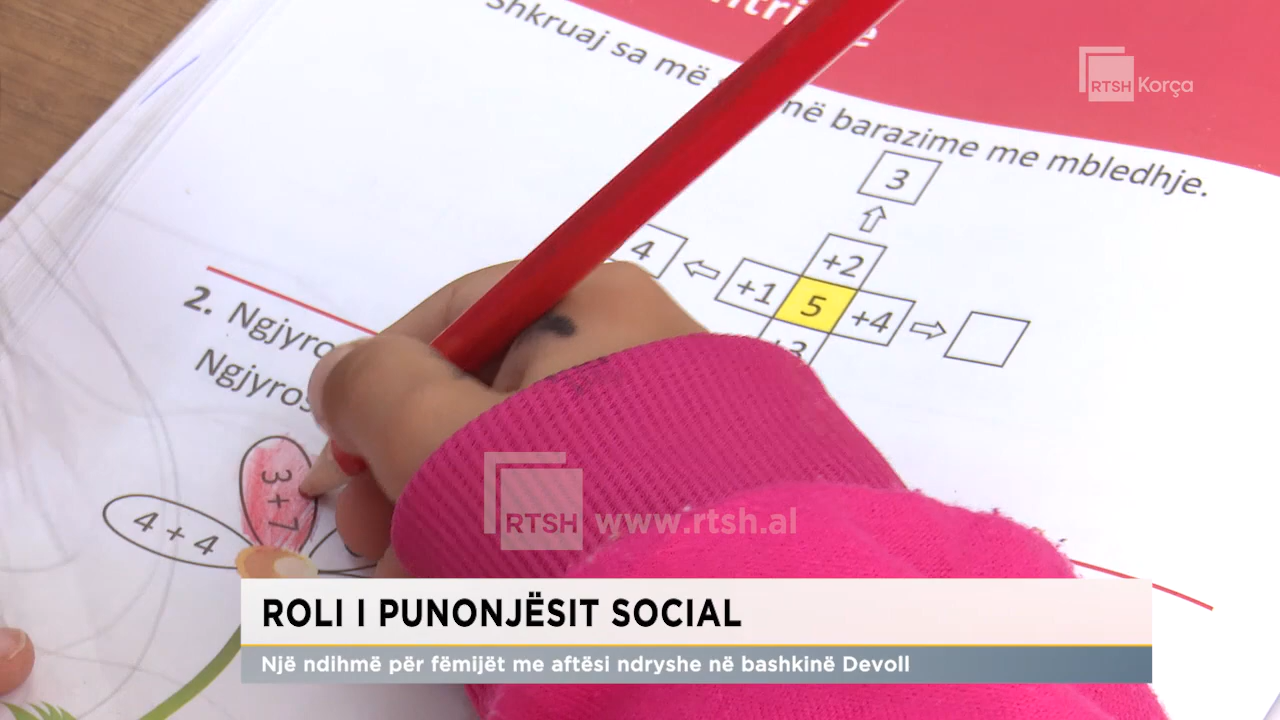 Shkruaj sa më
në barazime me mbledhje.
RTSH Korça
3
+2
4
+1 5 +4
+3
2. Ngjyro
Ngjyros
3 + 7
4 + 4
RTSH www.rtsh.al
ROLI I PUNONJËSIT SOCIAL
Një ndihmë për fëmijët me aftësi ndryshe në bashkinë Devoll